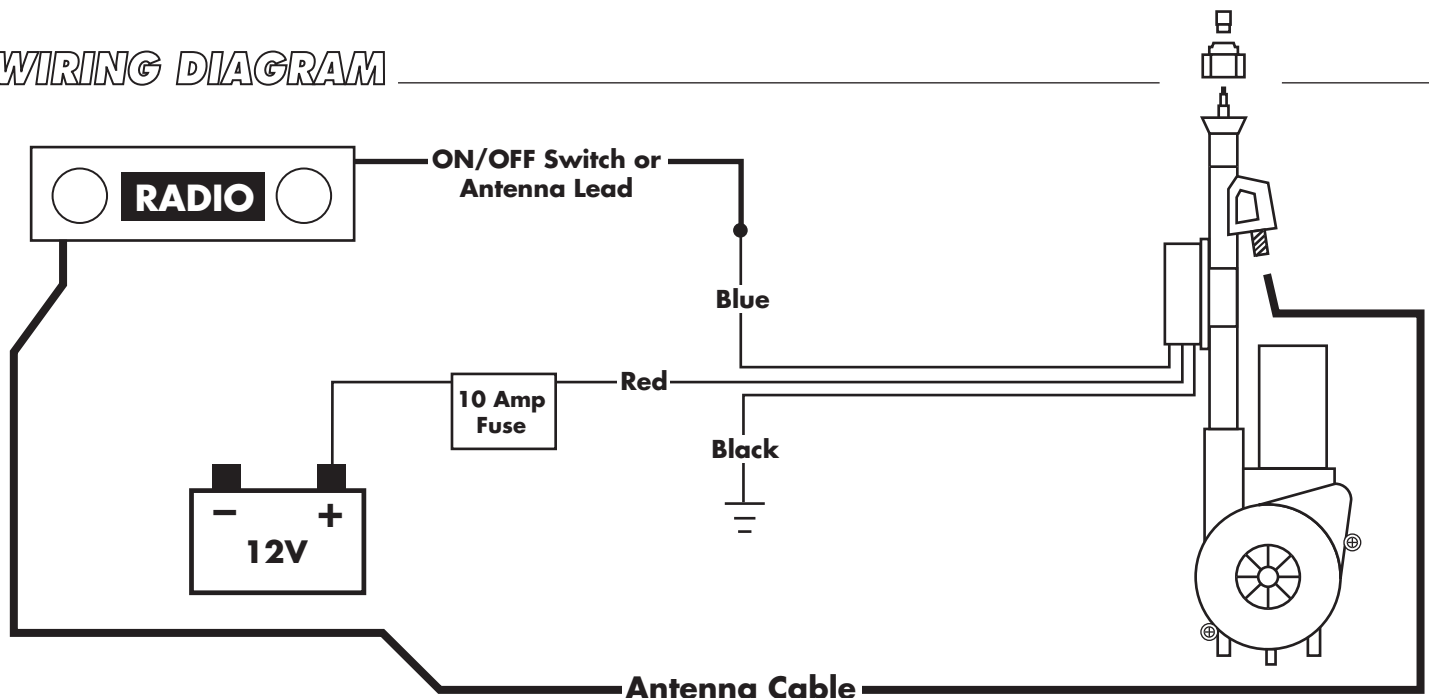 WIRING DIAGRAM
RADIO
ON/OFF Switch or
Antenna Lead
Blue
Red
10 Amp
Fuse
Black
− +
12V
Antenna Cable